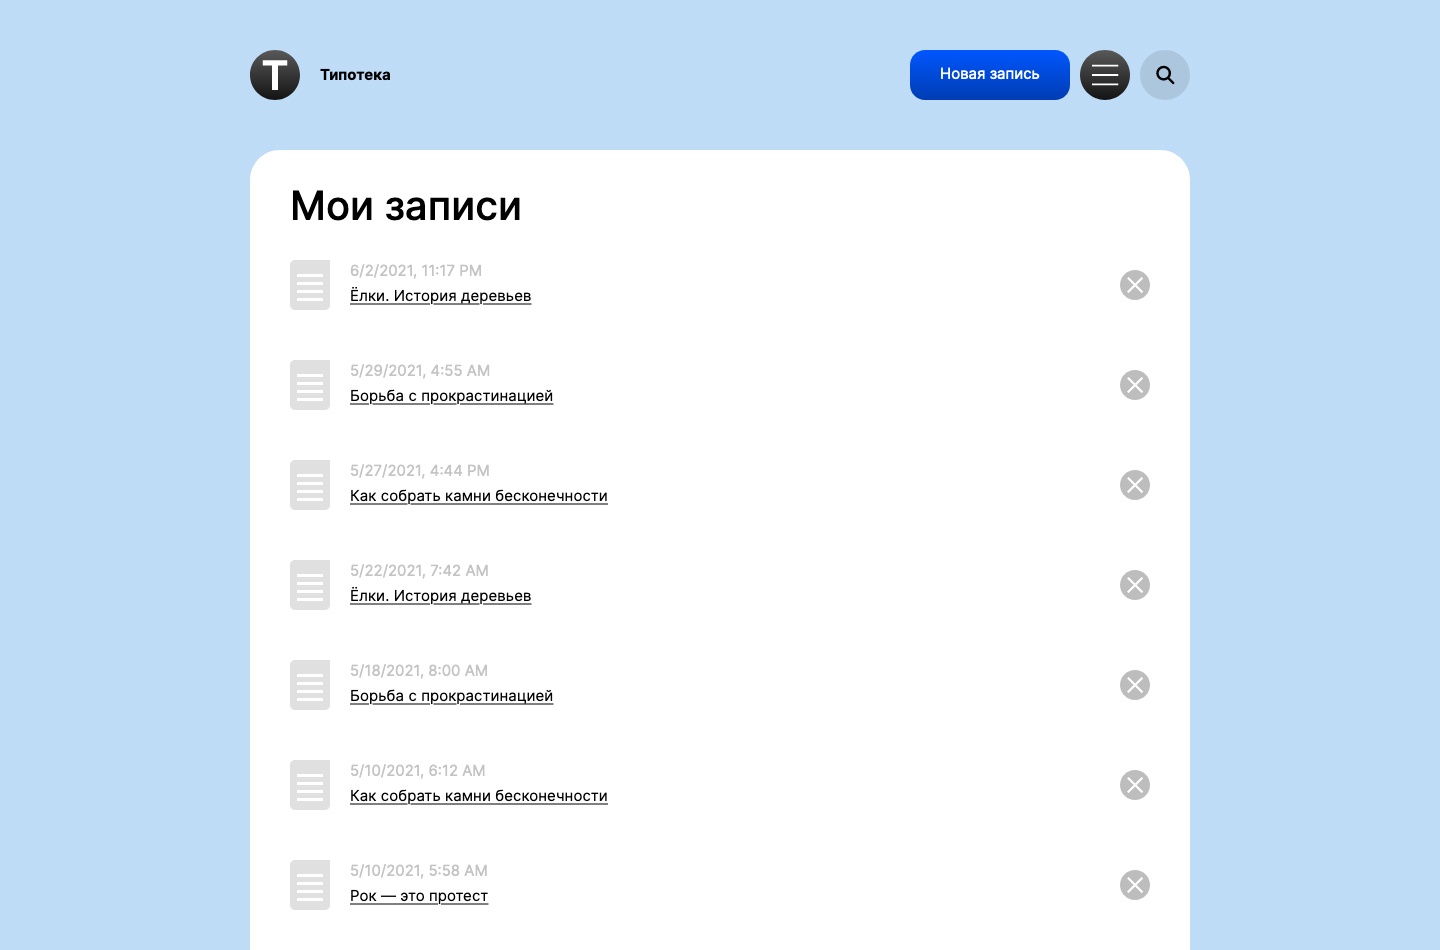 T Типотека Новая запись
Мои записи
6/2/2021, 11:17 PM
Ёлки. История деревьев
5/29/2021, 4:55 AM
Борьба с прокрастинацией
5/27/2021, 4:44 PM
Как собрать камни бесконечности
5/22/2021, 7:42 AM
Ёлки. История деревьев
5/18/2021, 8:00 AM
Борьба с прокрастинацией
5/10/2021, 6:12 AM
Как собрать камни бесконечности
5/10/2021, 5:58 AM
Рок — это протест